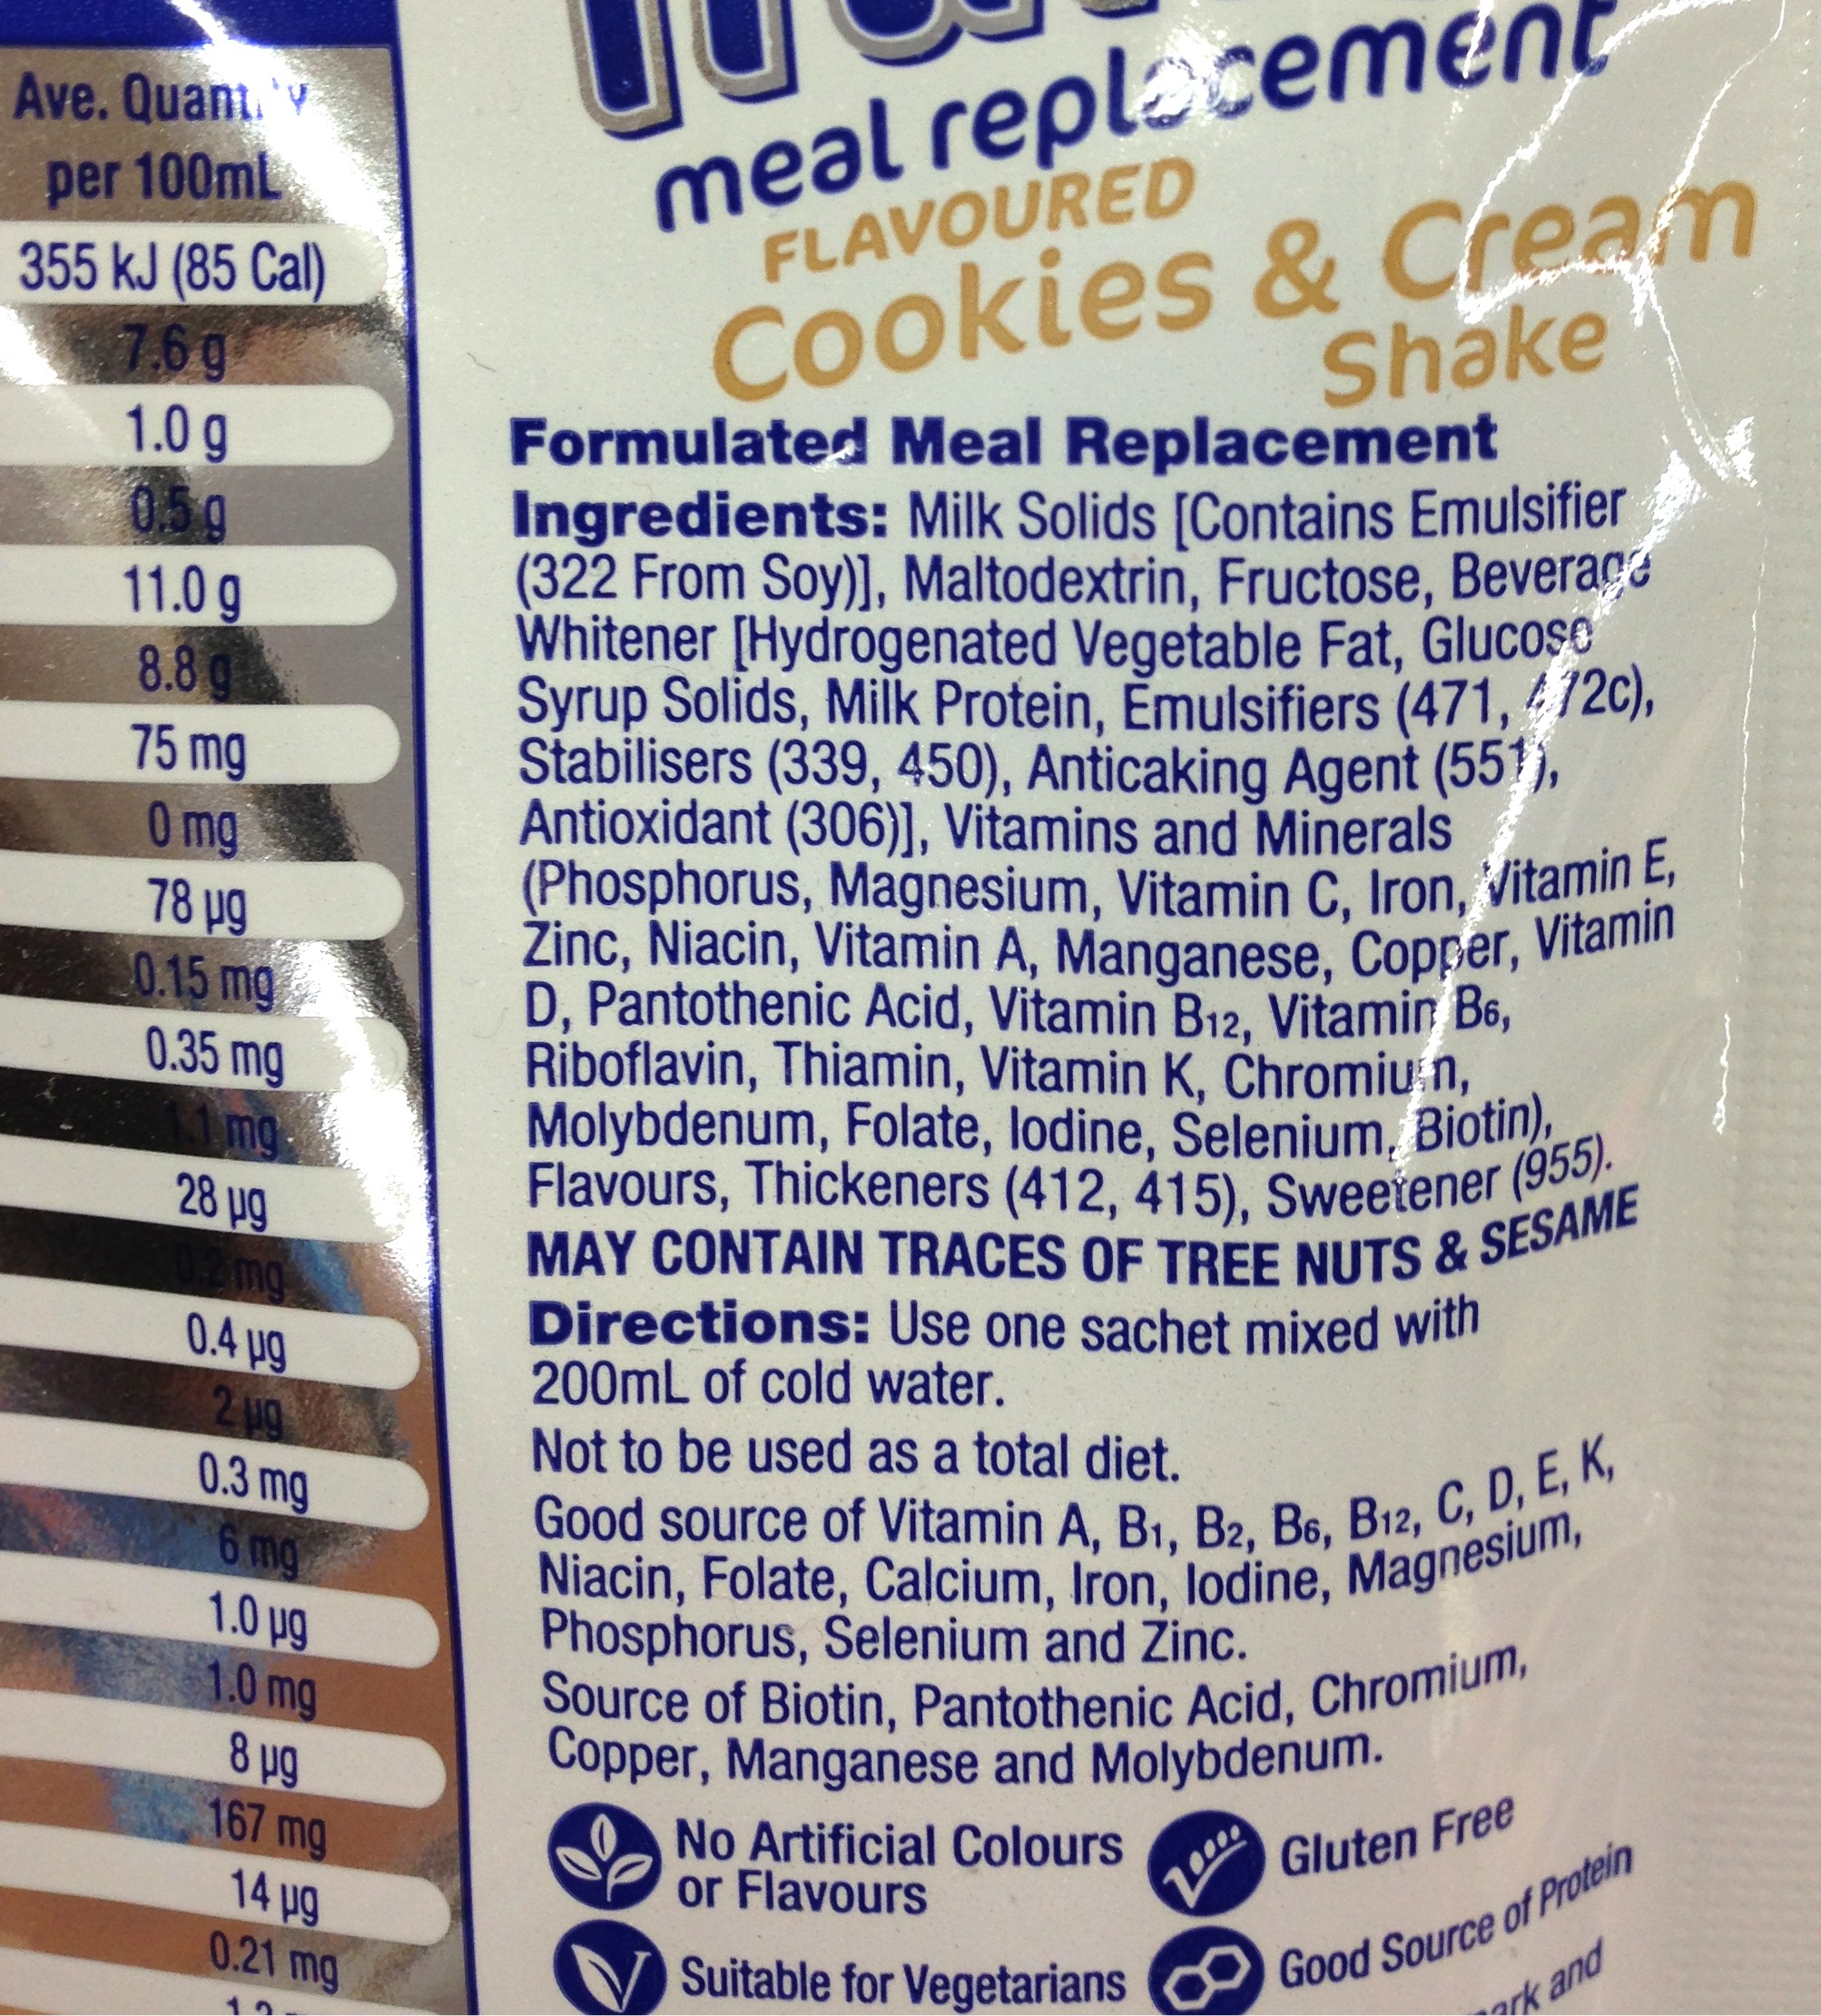 Ave. Quantity
per 100mL
355 kJ (85 Cal)
7.6 g
1.0 g
0.5 g
11.0 g
8.8 g
75 mg
0 mg
78 µg
0.15 mg
0.35 mg
1.1 mg
28 µg
0.2 mg
0.4 µg
2 µg
0.3 mg
6 mg
1.0 µg
1.0 mg
8 µg
167 mg
14 µg
0.21 mg
meal replacement
FLAVOURED
Cookies & Cream
Shake
Formulated Meal Replacement
Ingredients: Milk Solids [Contains Emulsifier
(322 From Soy)], Maltodextrin, Fructose, Beverage
Whitener [Hydrogenated Vegetable Fat, Glucose
Syrup Solids, Milk Protein, Emulsifiers (471, 472c),
Stabilisers (339, 450), Anticaking Agent (551),
Antioxidant (306)], Vitamins and Minerals
(Phosphorus, Magnesium, Vitamin C, Iron, Vitamin E,
Zinc, Niacin, Vitamin A, Manganese, Copper, Vitamin
D, Pantothenic Acid, Vitamin B12, Vitamin B6,
Riboflavin, Thiamin, Vitamin K, Chromium,
Molybdenum, Folate, Iodine, Selenium, Biotin),
Flavours, Thickeners (412, 415), Sweetener (955).
MAY CONTAIN TRACES OF TREE NUTS & SESAME
Directions: Use one sachet mixed with
200mL of cold water.
Not to be used as a total diet.
Good source of Vitamin A, B1, B2, B6, B12, C, D, E, K,
Niacin, Folate, Calcium, Iron, Iodine, Magnesium,
Phosphorus, Selenium and Zinc.
Source of Biotin, Pantothenic Acid, Chromium,
Copper, Manganese and Molybdenum.
No Artificial Colours
or Flavours
Gluten Free
Suitable for Vegetarians
Good Source of Protein
and